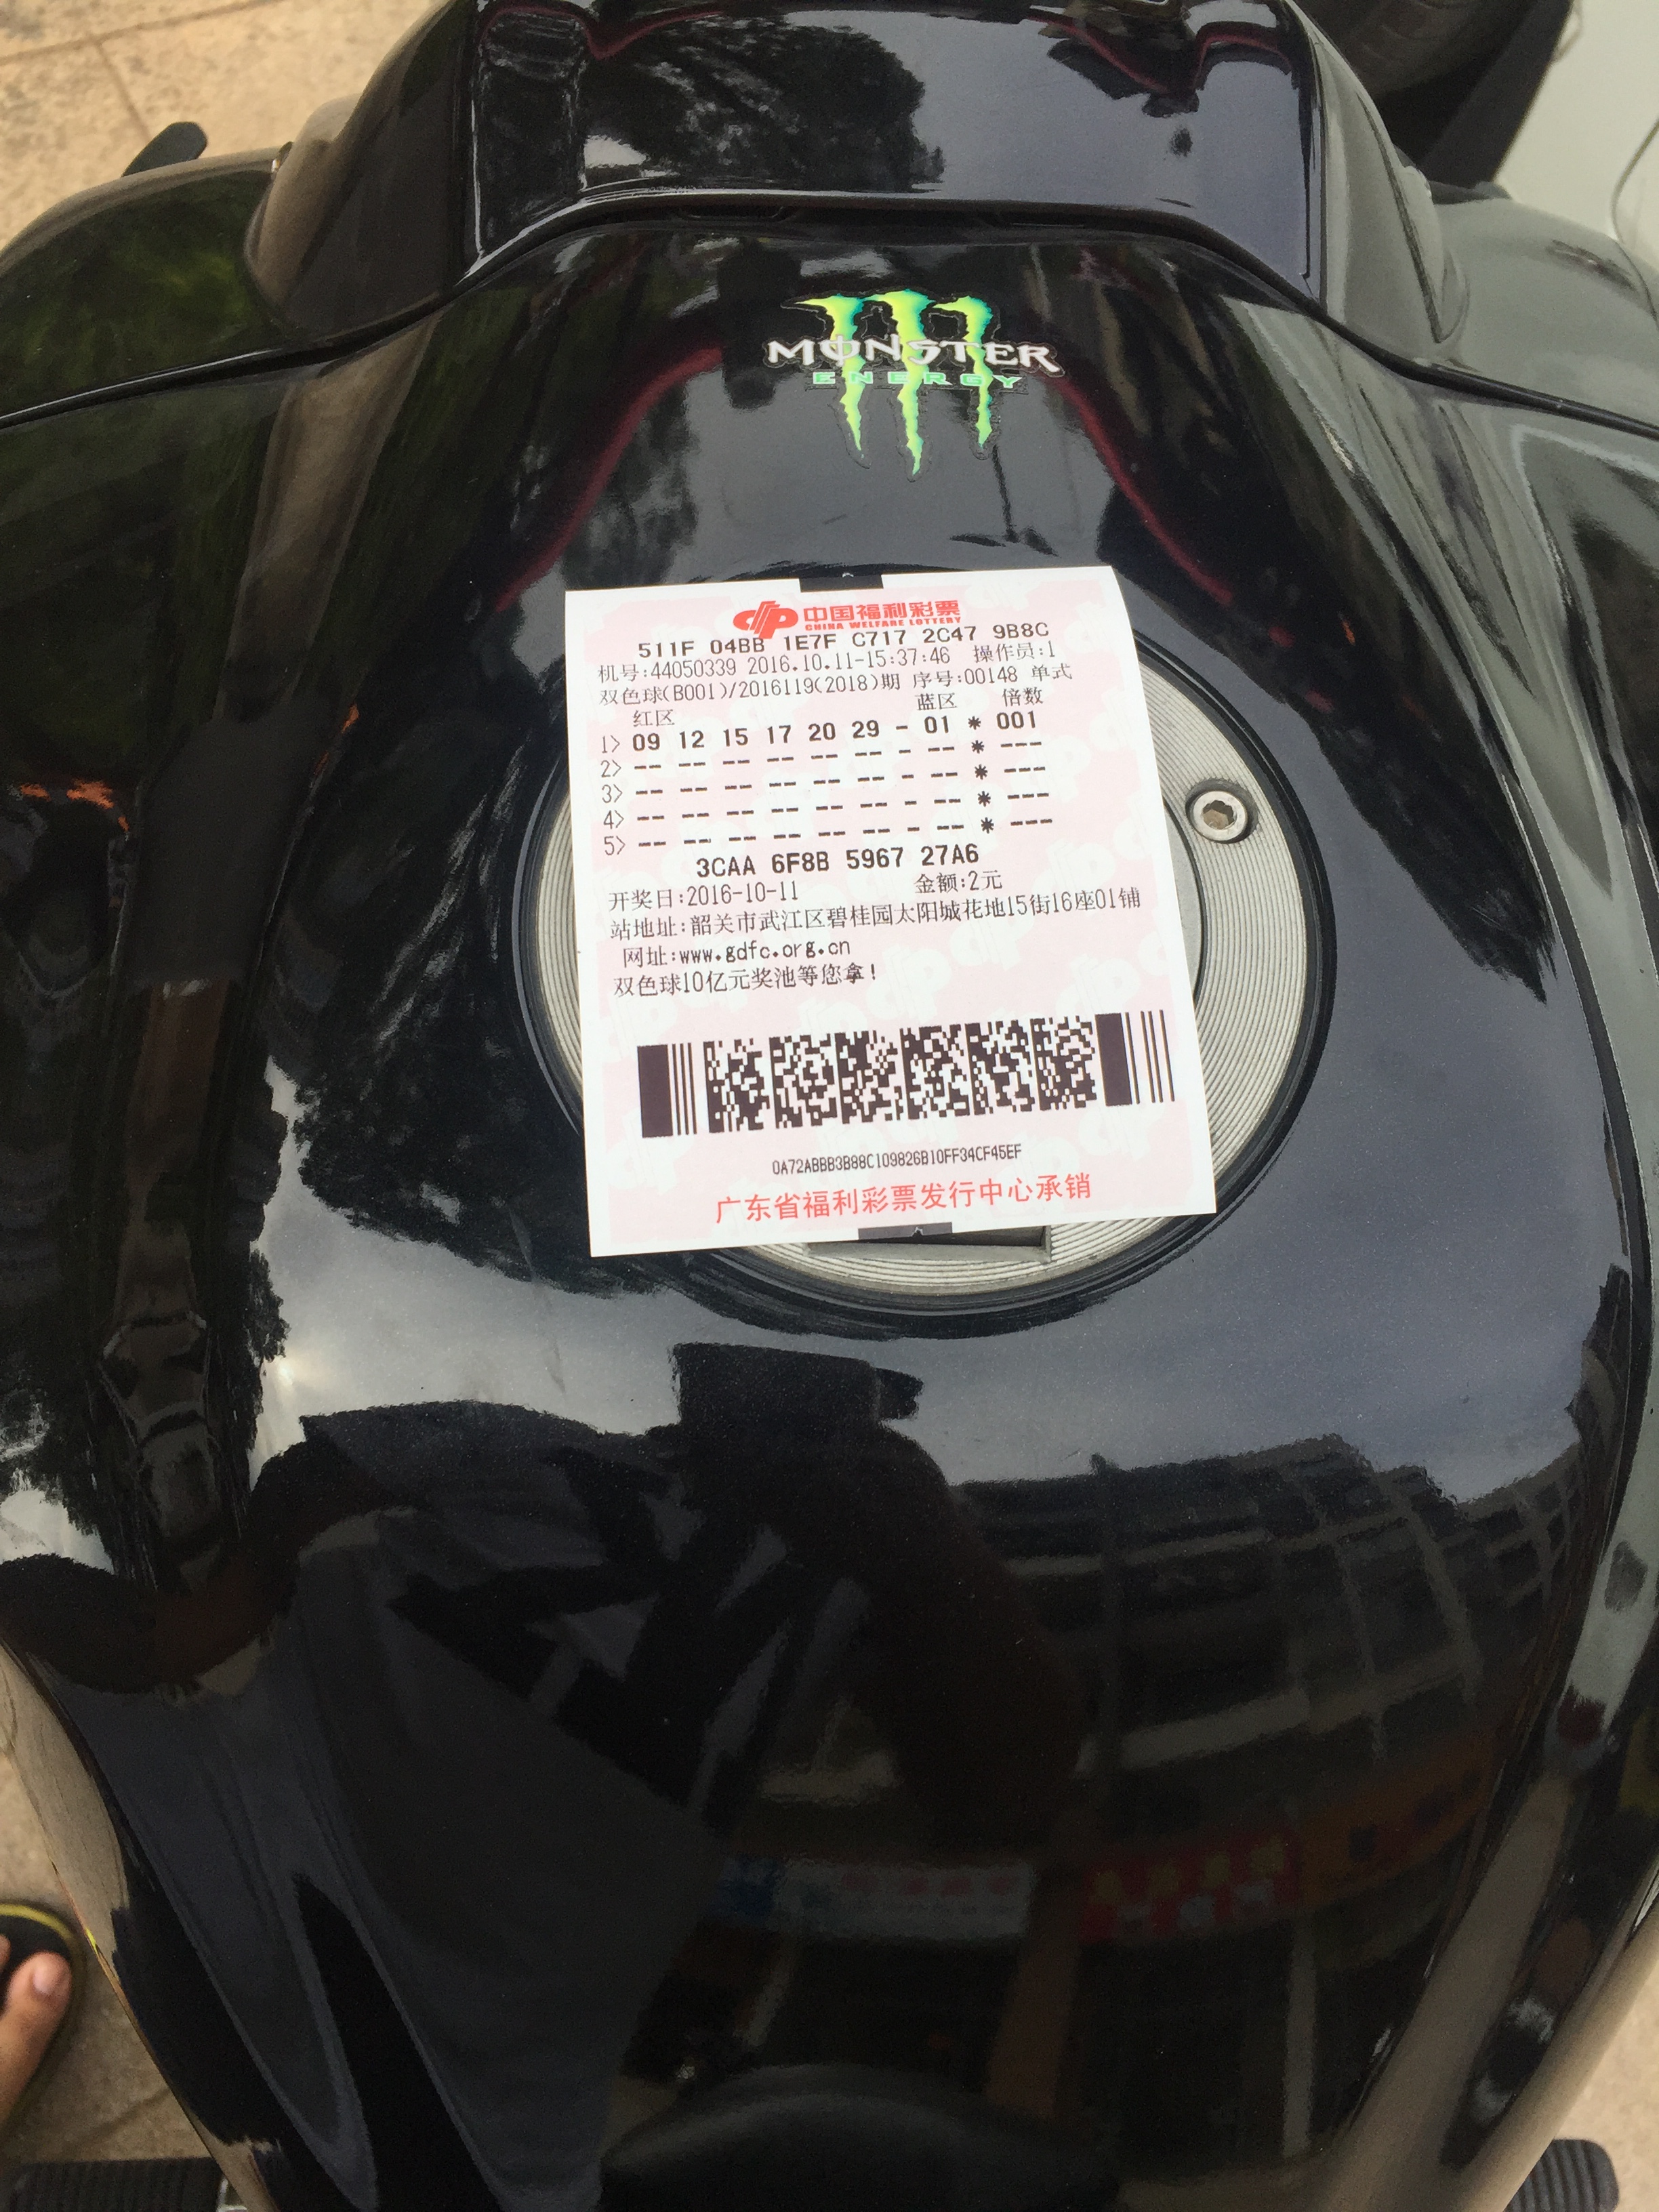 MONSTER
ENERGY
中国福利彩票
CHINA WELFARE LOTTERY
511F 04BB 1E7F C717 2C47 9B8C
机号:44050339 2016.10.11-15:37:46 操作员:1
双色球(B001)/2016119(2018)期 序号:00148 单式
红区 蓝区 倍数
1> 09 12 15 17 20 29 - 01 * 001
2> -- -- -- -- -- -- - -- * ---
3> -- -- -- -- -- -- - -- * ---
4> -- -- -- -- -- -- - -- * ---
5> -- -- -- -- -- -- - -- * ---
3CAA 6F8B 5967 27A6
开奖日:2016-10-11 金额:2元
站地址:韶关市武江区碧桂园太阳城花地15街16座01铺
网址:www.gdfc.org.cn
双色球10亿元奖池等您拿!
0A72ABBB3B88C109826B10FF34CF45EF
广东省福利彩票发行中心承销